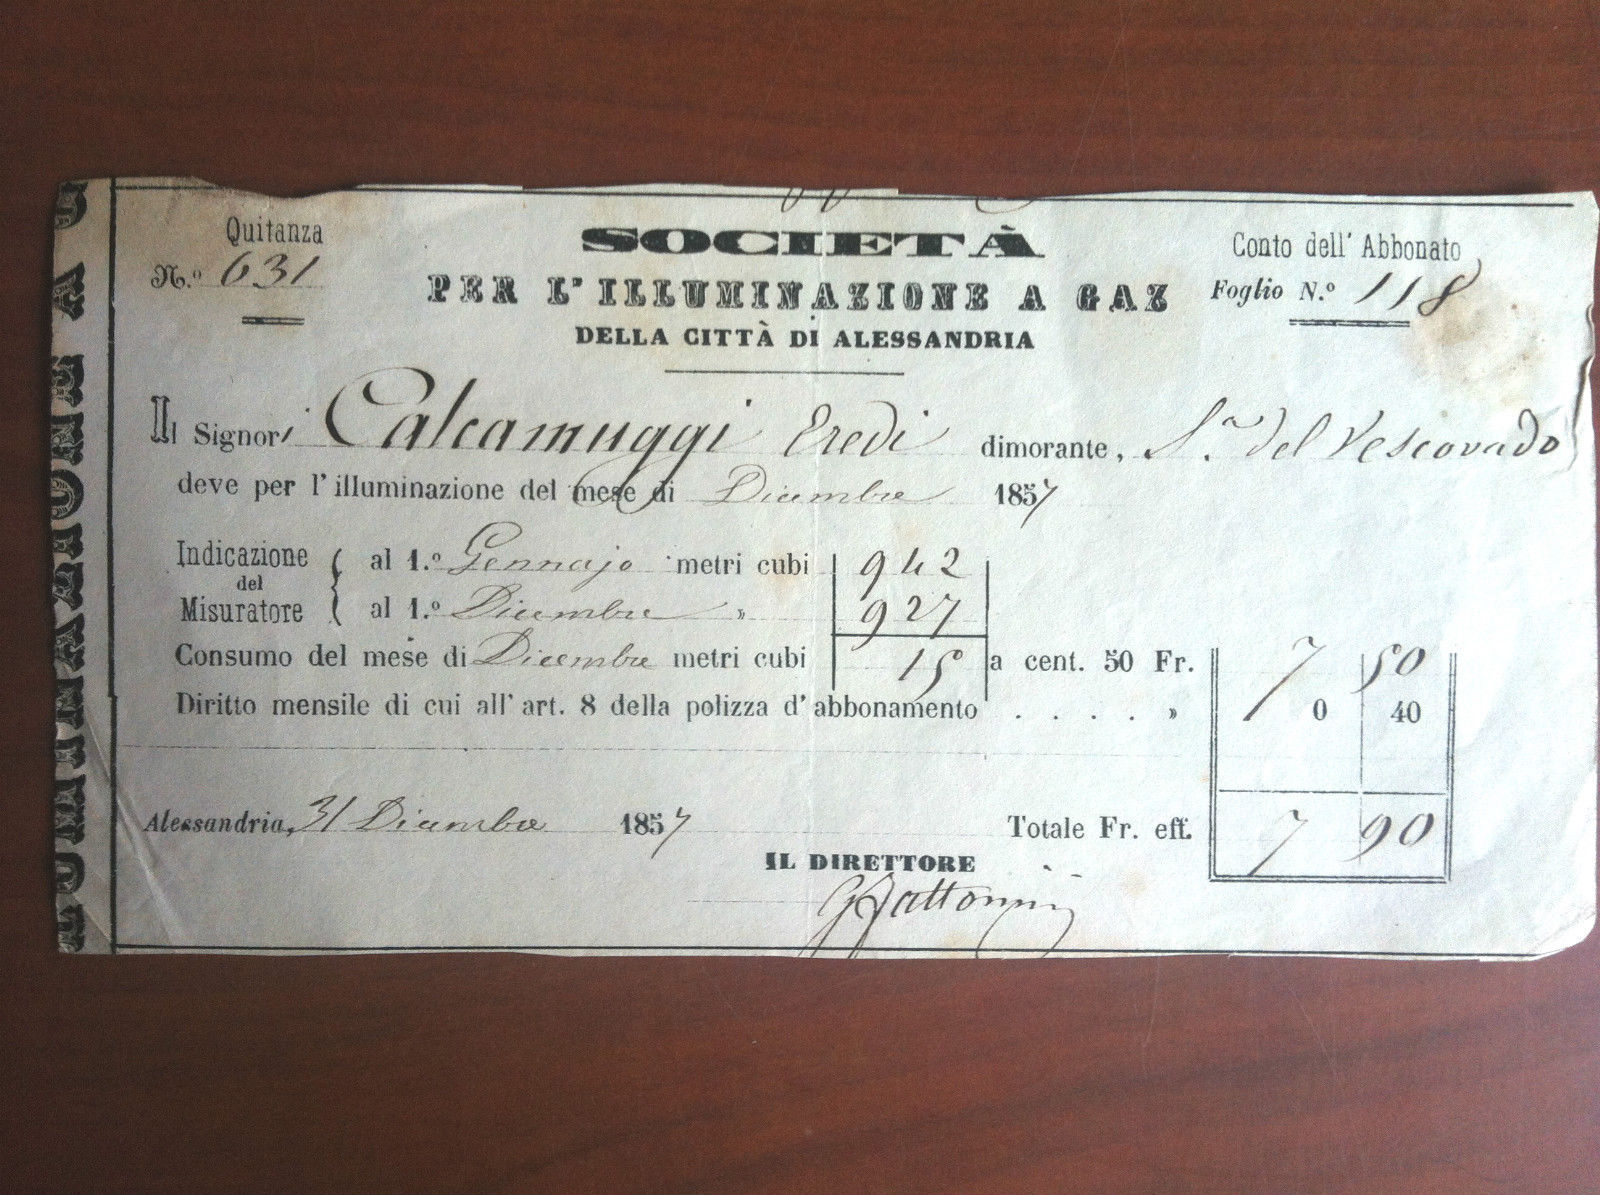 Quitanza
N.º 631
SOCIETÀ
PER L'ILLUMINAZIONE A GAZ
DELLA CITTÀ DI ALESSANDRIA
Conto dell' Abbonato
Foglio N.º 118
Il Signori Calcamuggi Eredi dimorante, Sª. del Vescovado
deve per l'illuminazione del mese di Dicembre 1857
Indicazione del Misuratore
al 1.º Gennajo metri cubi 942
al 1.º Dicembre » 927
Consumo del mese di Dicembre metri cubi 15 a cent. 50 Fr. 7 50
Diritto mensile di cui all' art. 8 della polizza d' abbonamento . . . . » 0 40
Alessandria, 31 Dicembre 1857 Totale Fr. eff. 7 90
IL DIRETTORE